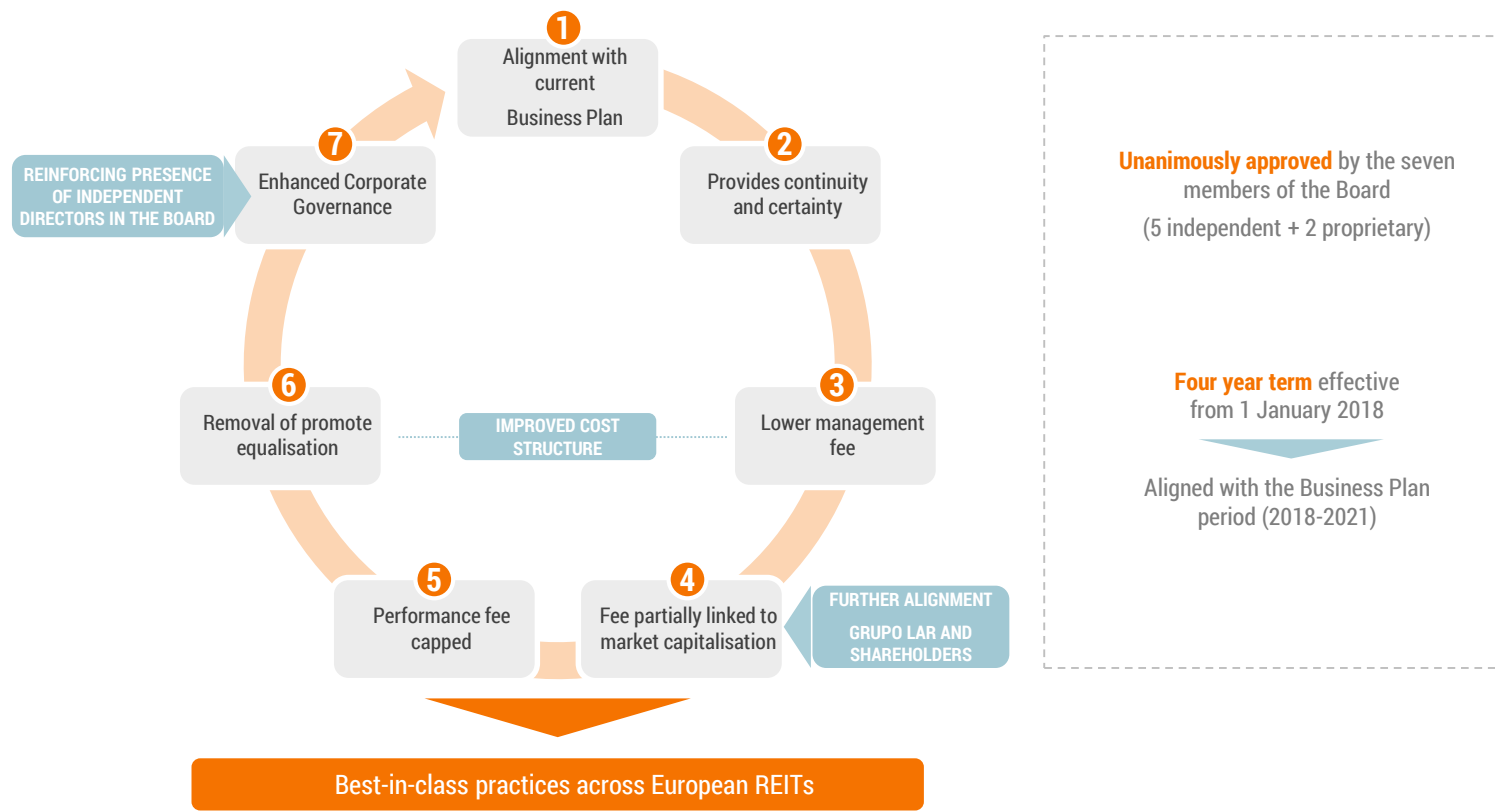 1
Alignment with
current
Business Plan
2
Provides continuity
and certainty
3
Lower management
fee
4
Fee partially linked to
market capitalisation
FURTHER ALIGNMENT
GRUPO LAR AND
SHAREHOLDERS
5
Performance fee
capped
6
Removal of promote
equalisation
IMPROVED COST
STRUCTURE
7
Enhanced Corporate
Governance
REINFORCING PRESENCE
OF INDEPENDENT
DIRECTORS IN THE BOARD
Best-in-class practices across European REITs
Unanimously approved by the seven
members of the Board
(5 independent + 2 proprietary)
Four year term effective
from 1 January 2018
Aligned with the Business Plan
period (2018-2021)